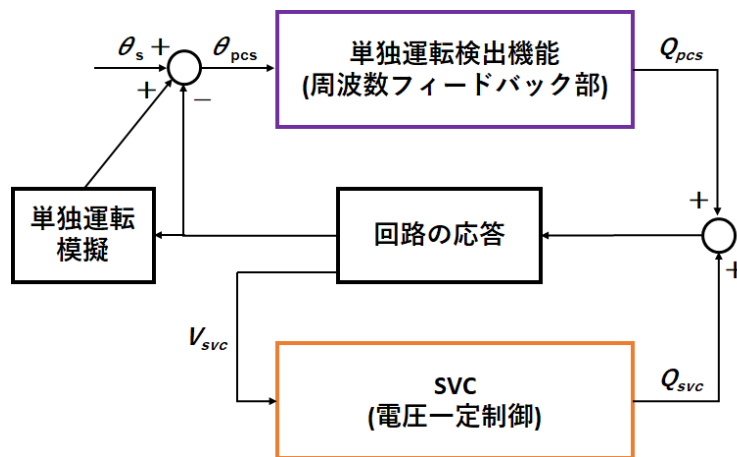 θs +
θpcs
+
−
単独運転検出機能
(周波数フィードバック部)
Qpcs
+
単独運転
模擬
回路の応答
+
Vsvc
SVC
(電圧一定制御)
Qsvc